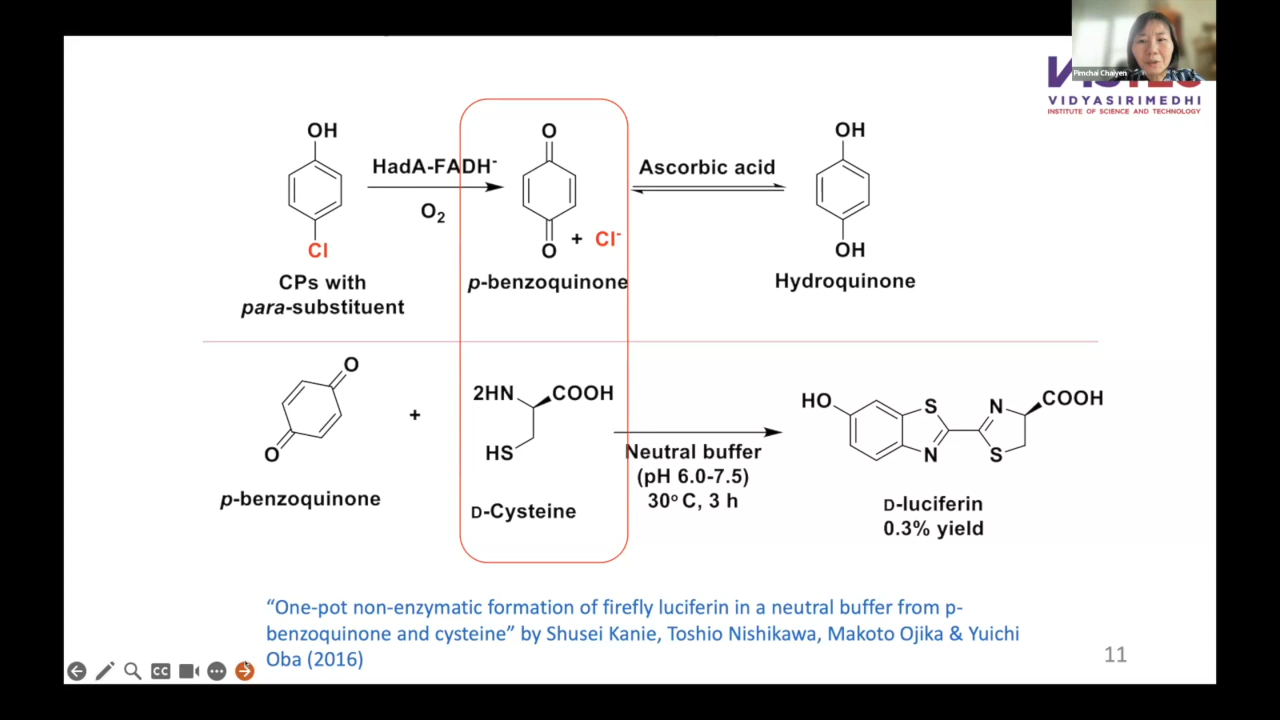 Pimchai Chaiyen
VIDYASIRIMEDHI
INSTITUTE OF SCIENCE AND TECHNOLOGY
OH
Cl
CPs with
para-substituent
HadA-FADH⁻
O₂
O
O
+ Cl⁻
p-benzoquinone
Ascorbic acid
OH
OH
Hydroquinone
O
O
p-benzoquinone
+
2HN
COOH
HS
D-Cysteine
Neutral buffer
(pH 6.0-7.5)
30° C, 3 h
HO
S
N
N
S
COOH
D-luciferin
0.3% yield
“One-pot non-enzymatic formation of firefly luciferin in a neutral buffer from p-
benzoquinone and cysteine” by Shusei Kanie, Toshio Nishikawa, Makoto Ojika & Yuichi
Oba (2016)
11
CC